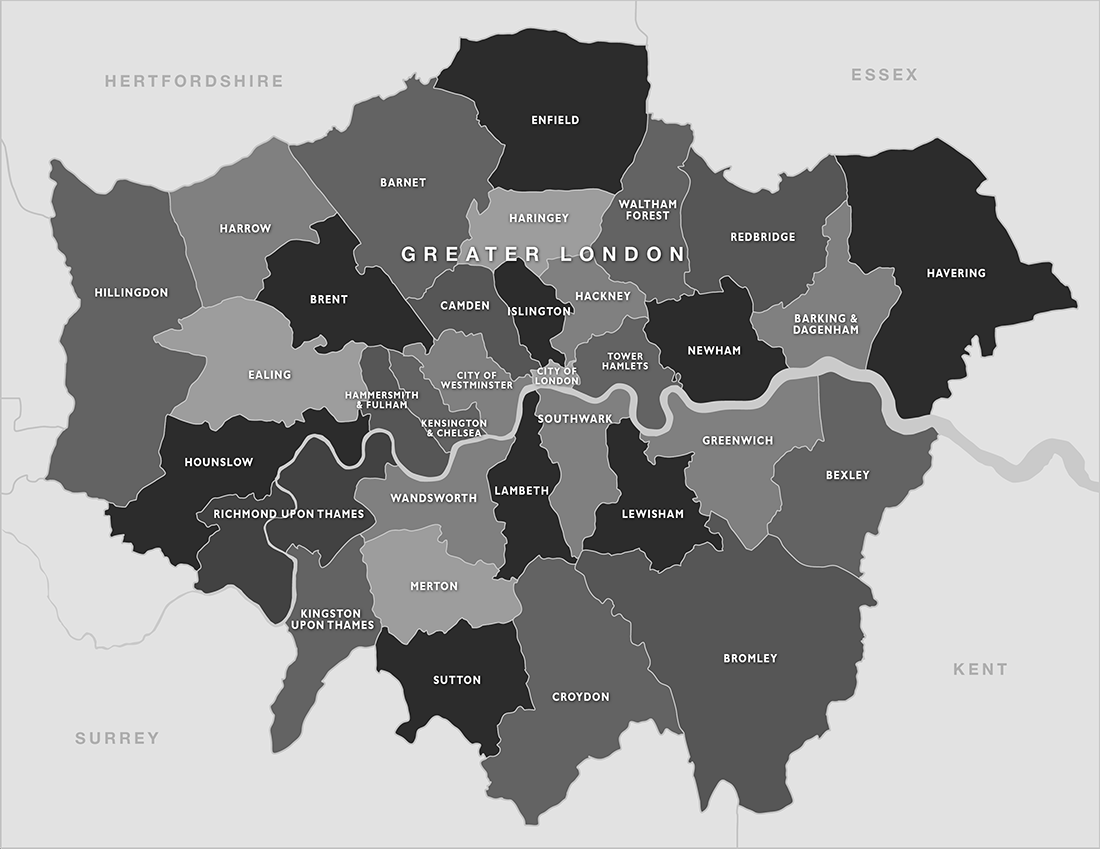 HERTFORDSHIRE
ESSEX
ENFIELD
BARNET
HARROW
HARINGEY
WALTHAM
FOREST
REDBRIDGE
GREATER LONDON
HAVERING
HILLINGDON
BRENT
CAMDEN
ISLINGTON
HACKNEY
BARKING &
DAGENHAM
NEWHAM
TOWER
HAMLETS
EALING
CITY OF
WESTMINSTER
CITY OF
LONDON
HAMMERSMITH
& FULHAM
KENSINGTON
& CHELSEA
SOUTHWARK
GREENWICH
HOUNSLOW
BEXLEY
WANDSWORTH
LAMBETH
RICHMOND UPON THAMES
LEWISHAM
MERTON
KINGSTON
UPON THAMES
BROMLEY
KENT
SUTTON
CROYDON
SURREY